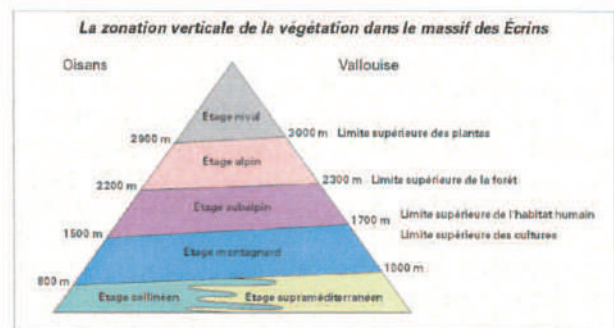 La zonation verticale de la végétation dans le massif des Écrins
Oisans
Vallouise
Étage nival
2900 m
3000 m Limite supérieure des plantes
Étage alpin
2200 m
2300 m Limite supérieure de la forêt
Étage subalpin
1500 m
1700 m
Limite supérieure de l'habitat humain
Limite supérieure des cultures
Étage montagnard
800 m
1000 m
Étage collinéen
Étage supraméditerranéen